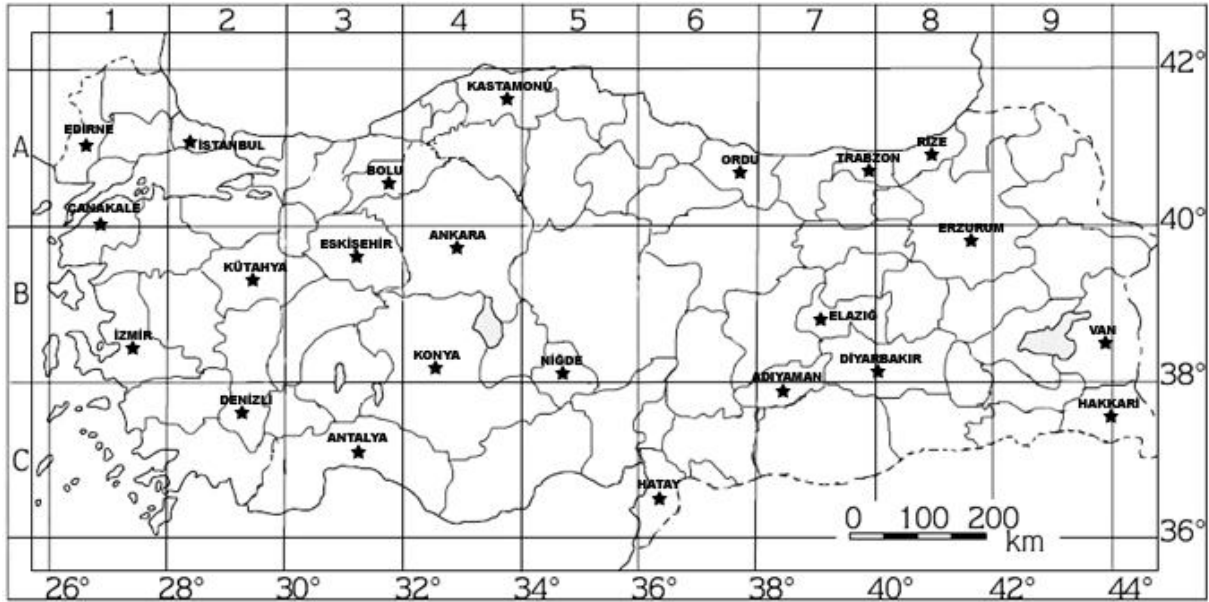 1 2 3 4 5 6 7 8 9
42°
KASTAMONU
EDİRNE
İSTANBUL
A
RİZE
ORDU
TRABZON
BOLU
ÇANAKALE
40°
ERZURUM
ANKARA
ESKİŞEHİR
KÜTAHYA
B
ELAZIĞ
VAN
İZMİR
KONYA
NİĞDE
DİYARBAKIR
ADIYAMAN
38°
DENİZLİ
HAKKARİ
ANTALYA
C
HATAY
0 100 200
km
36°
26° 28° 30° 32° 34° 36° 38° 40° 42° 44°